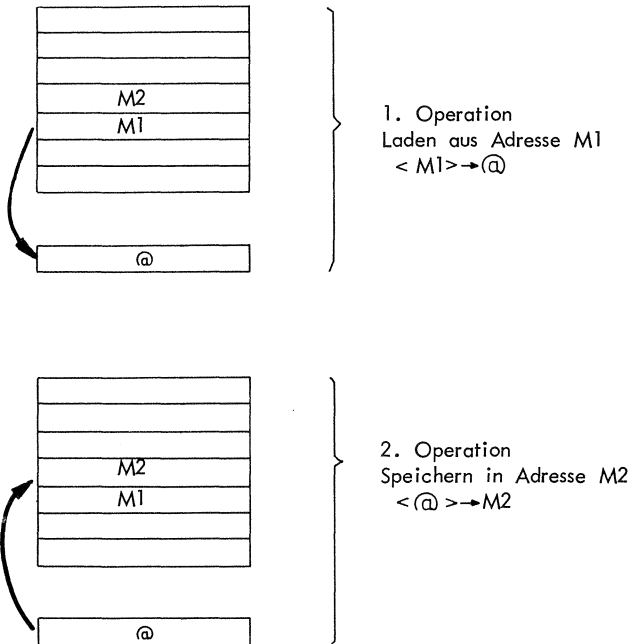 M2
M1
@
1. Operation
Laden aus Adresse M1
< M1>→@
M2
M1
@
2. Operation
Speichern in Adresse M2
<@ >→M2